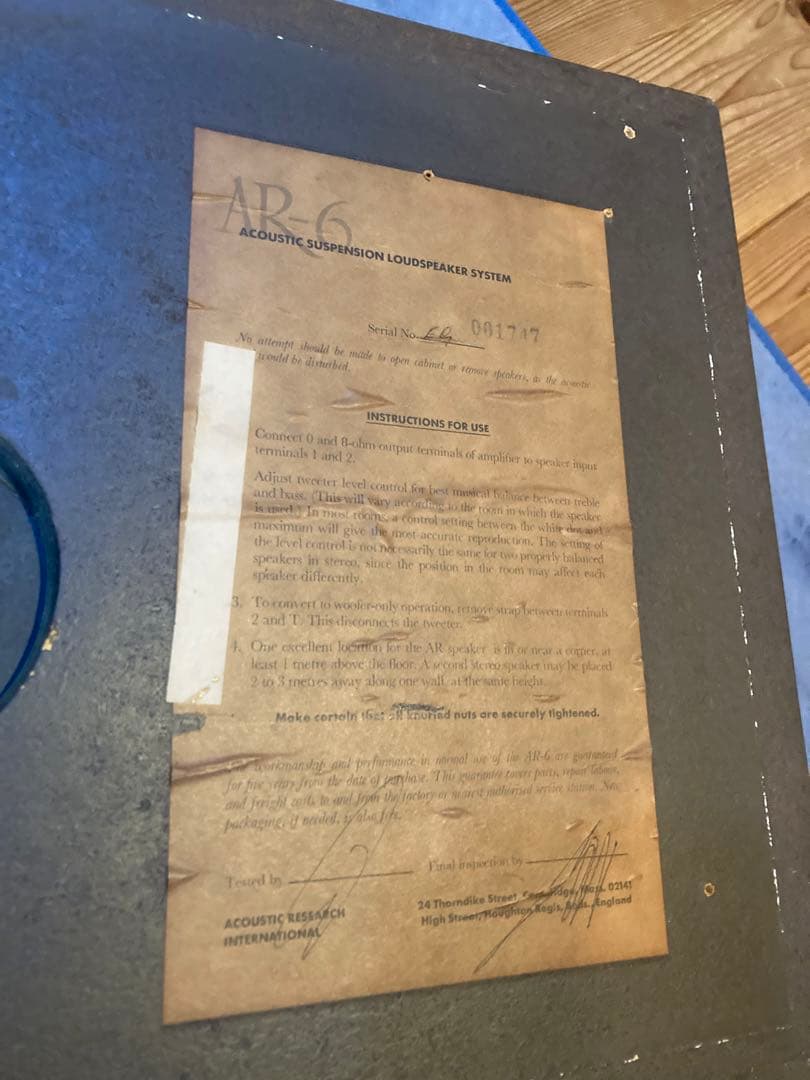 AR-6
ACOUSTIC SUSPENSION LOUDSPEAKER SYSTEM
Serial No. 001747
No attempt should be made to open cabinet or remove speakers, as the acoustic
would be disturbed.
INSTRUCTIONS FOR USE
Connect 0 and 8-ohm output terminals of amplifier to speaker input
terminals 1 and 2.
Adjust tweeter level control for best musical balance between treble
and bass. (This will vary according to the room in which the speaker
is used.) In most rooms, a control setting between the white dot and
maximum will give the most accurate reproduction. The setting of
the level control is not necessarily the same for two properly balanced
speakers in stereo, since the position in the room may affect each
speaker differently.
3. To convert to woofer-only operation, remove strap between terminals
2 and T. This disconnects the tweeter.
4. One excellent location for the AR speaker is in or near a corner, at
least 1 metre above the floor. A second stereo speaker may be placed
2 to 3 metres away along one wall, at the same height.
Make certain that all knurled nuts are securely tightened.
workmanship and performance in normal use of the AR-6 are guaranteed
for five years from the date of purchase. This guarantee covers parts, repair labour,
and freight costs to and from the factory or nearest authorised service station. New
packaging, if needed, is also free.
Tested by
Final inspection by
ACOUSTIC RESEARCH
INTERNATIONAL
24 Thorndike Street, Cambridge, Mass. 02141
High Street, Houghton Regis, Beds., England